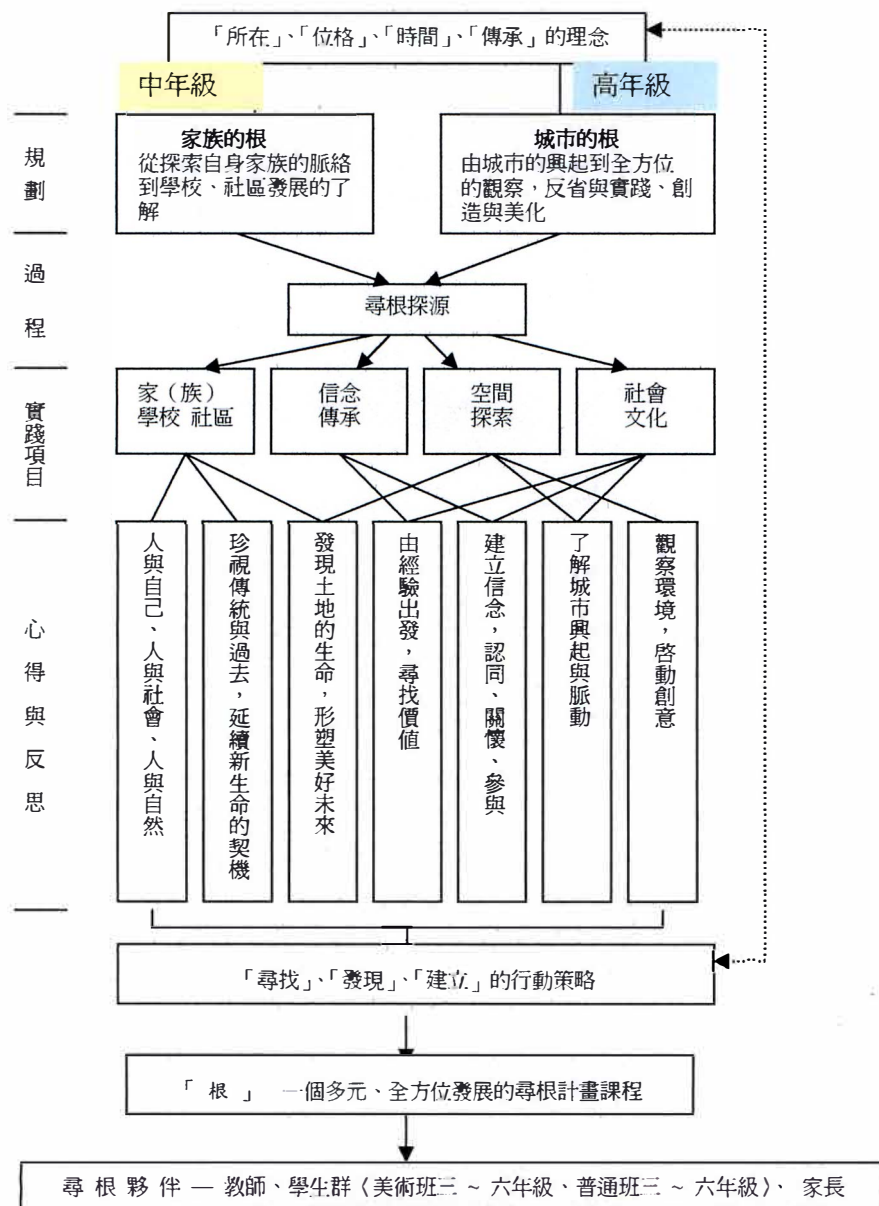 「所在」、「位格」、「時間」、「傳承」的理念
中年級
高年級
規劃
家族的根
從探索自身家族的脈絡
到學校、社區發展的了
解
城市的根
由城市的興起到全方位
的觀察，反省與實踐、創
造與美化
過程
尋根探源
實踐項目
家（族）
學校 社區
信念
傳承
空間
探索
社會
文化
心得與反思
人與自己、人與社會、人與自然
珍視傳統與過去，延續新生命的契機
發現土地的生命，形塑美好未來
由經驗出發，尋找價值
建立信念，認同、關懷、參與
了解城市興起與脈動
觀察環境，啓動創意
「尋找」、「發現」、「建立」的行動策略
「 根 」 一個多元、全方位發展的尋根計畫課程
尋 根 夥 伴 — 教師、學生群〈美術班三 ~ 六年級、普通班三 ~ 六年級〉、 家長